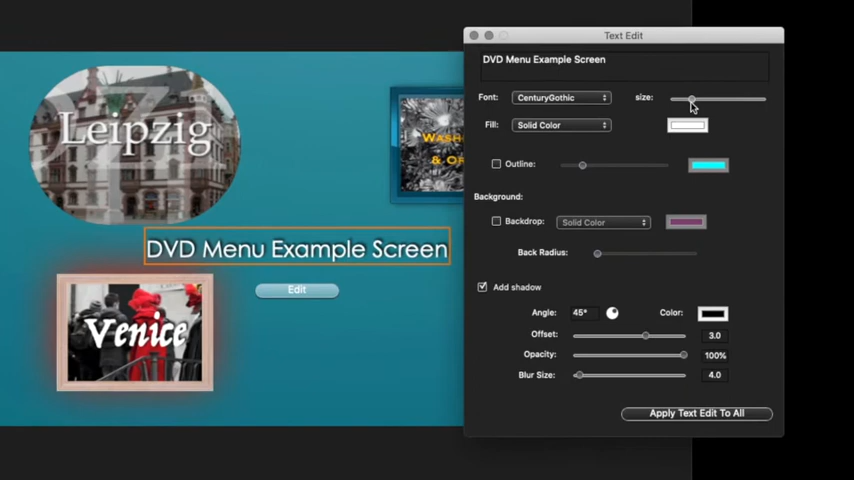 Leipzig
WASH
& OR
DVD Menu Example Screen
Edit
Venice
Text Edit
DVD Menu Example Screen
Font: CenturyGothic size:
Fill: Solid Color
Outline:
Background:
Backdrop: Solid Color
Back Radius:
Add shadow
Angle: 45° Color:
Offset: 3.0
Opacity: 100%
Blur Size: 4.0
Apply Text Edit To All